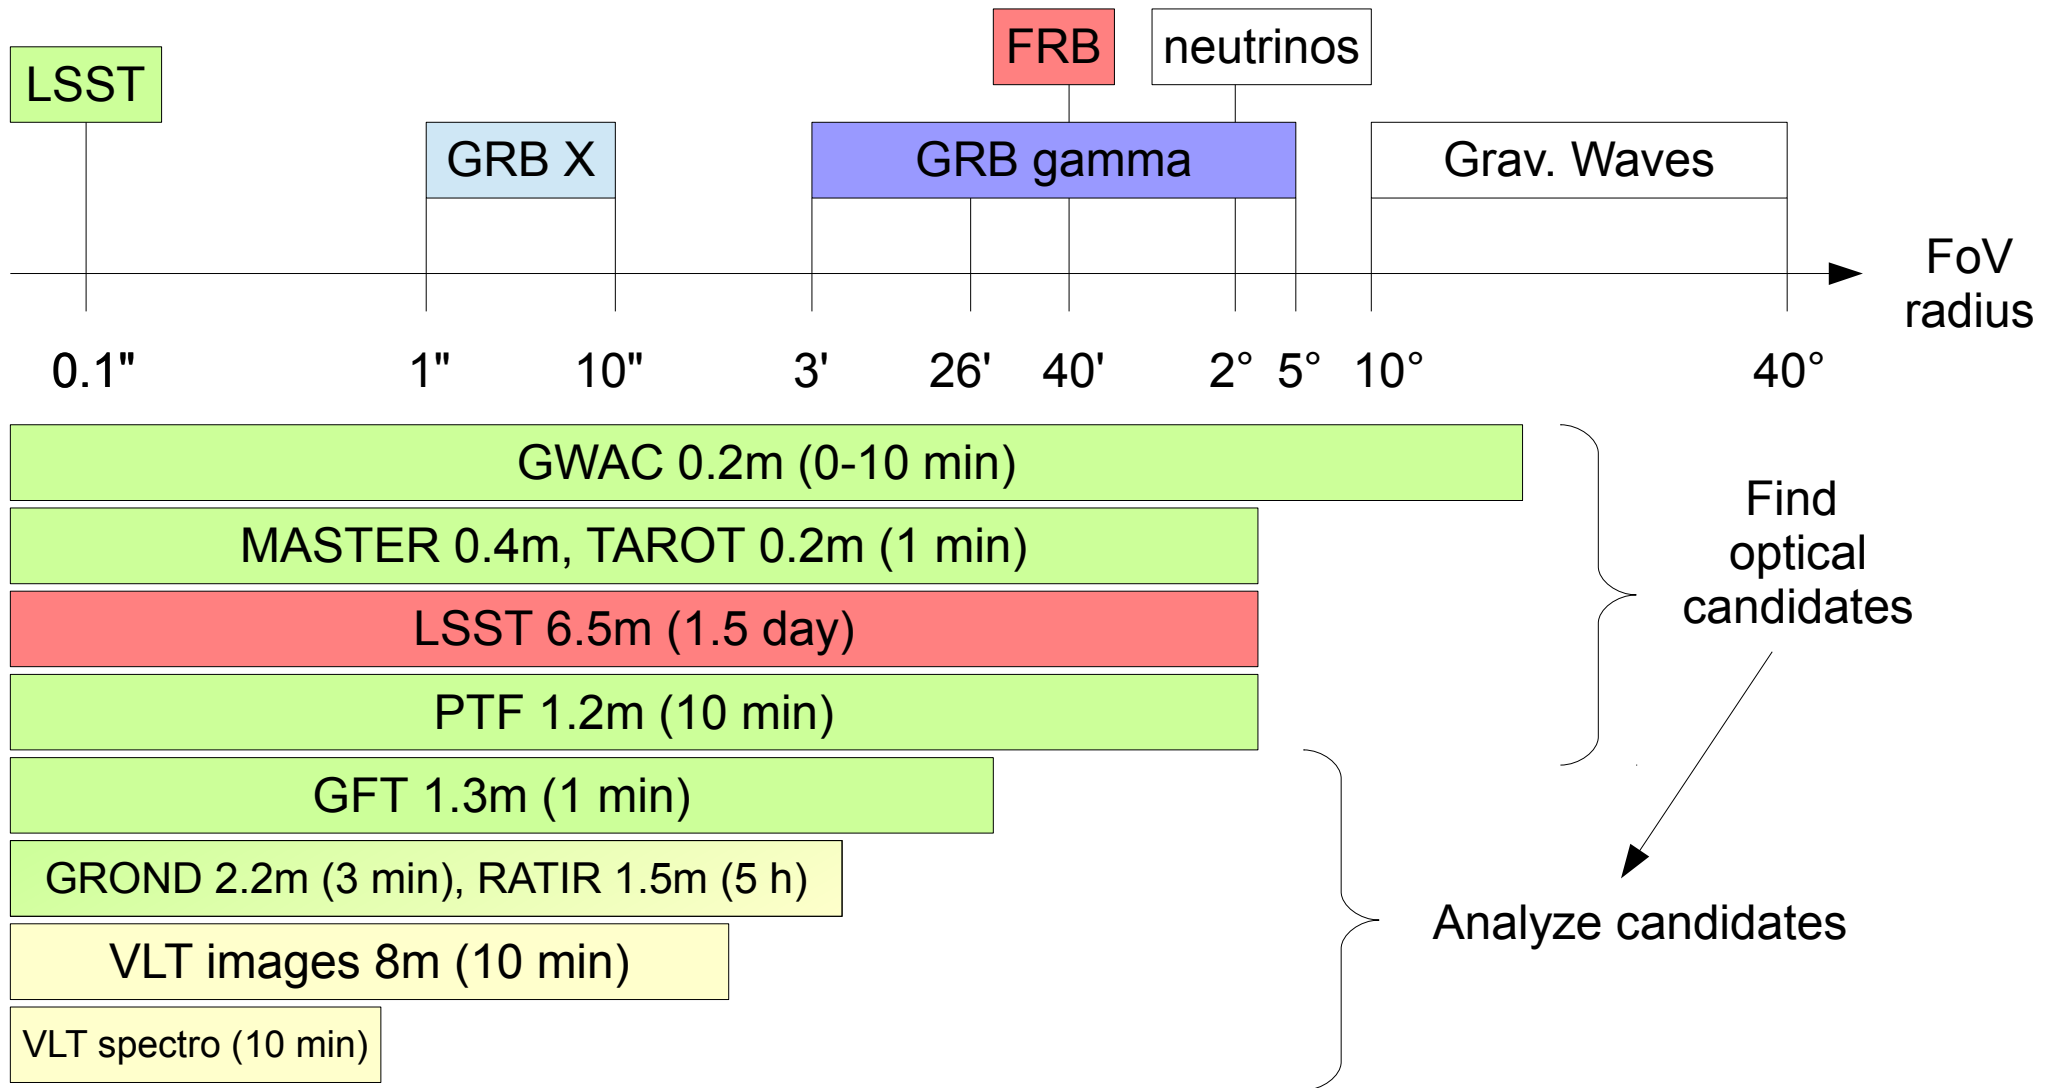 FRB
neutrinos
LSST
GRB X
GRB gamma
Grav. Waves
FoV
radius
0.1" 1" 10" 3' 26' 40' 2° 5° 10° 40°
GWAC 0.2m (0-10 min)
MASTER 0.4m, TAROT 0.2m (1 min)
LSST 6.5m (1.5 day)
PTF 1.2m (10 min)
Find
optical
candidates
GFT 1.3m (1 min)
GROND 2.2m (3 min), RATIR 1.5m (5 h)
VLT images 8m (10 min)
VLT spectro (10 min)
Analyze candidates